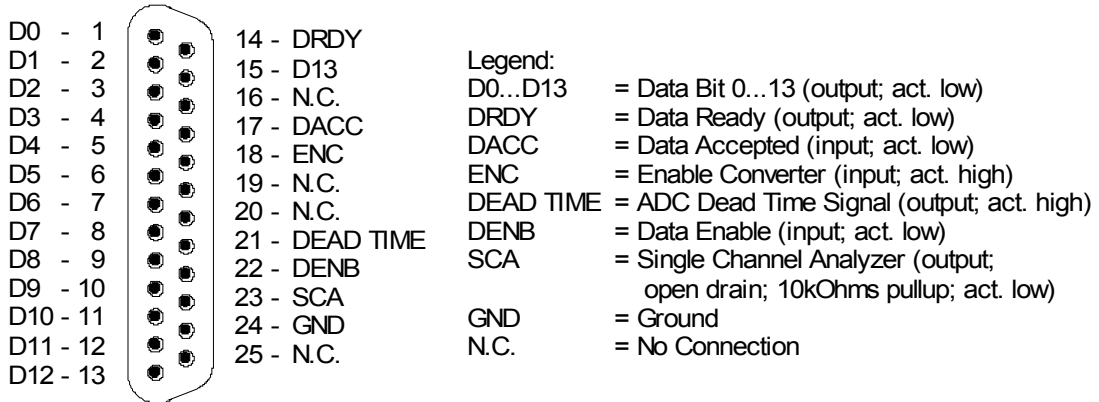 D0 - 1
D1 - 2
D2 - 3
D3 - 4
D4 - 5
D5 - 6
D6 - 7
D7 - 8
D8 - 9
D9 - 10
D10 - 11
D11 - 12
D12 - 13
14 - DRDY
15 - D13
16 - N.C.
17 - DACC
18 - ENC
19 - N.C.
20 - N.C.
21 - DEAD TIME
22 - DENB
23 - SCA
24 - GND
25 - N.C.
Legend:
D0...D13 = Data Bit 0...13 (output; act. low)
DRDY = Data Ready (output; act. low)
DACC = Data Accepted (input; act. low)
ENC = Enable Converter (input; act. high)
DEAD TIME = ADC Dead Time Signal (output; act. high)
DENB = Data Enable (input; act. low)
SCA = Single Channel Analyzer (output;
open drain; 10kOhms pullup; act. low)
GND = Ground
N.C. = No Connection